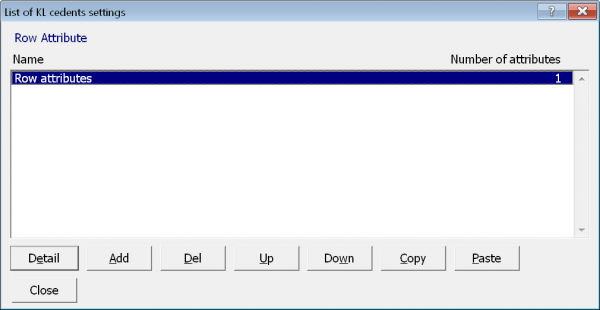 List of KL cedents settings
Row Attribute
Name Number of attributes
Row attributes 1
Detail Add Del Up Down Copy Paste
Close